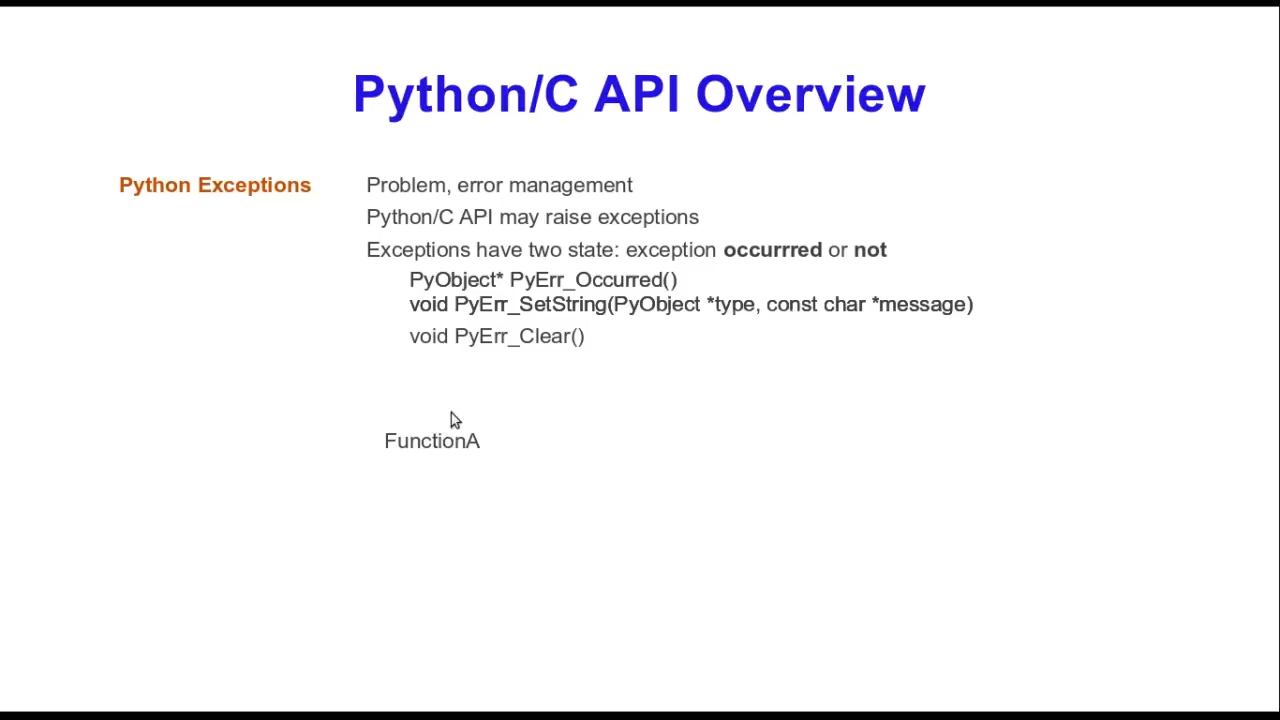 Python/C API Overview
Python Exceptions
Problem, error management
Python/C API may raise exceptions
Exceptions have two state: exception occurrred or not
PyObject* PyErr_Occurred()
void PyErr_SetString(PyObject *type, const char *message)
void PyErr_Clear()
FunctionA